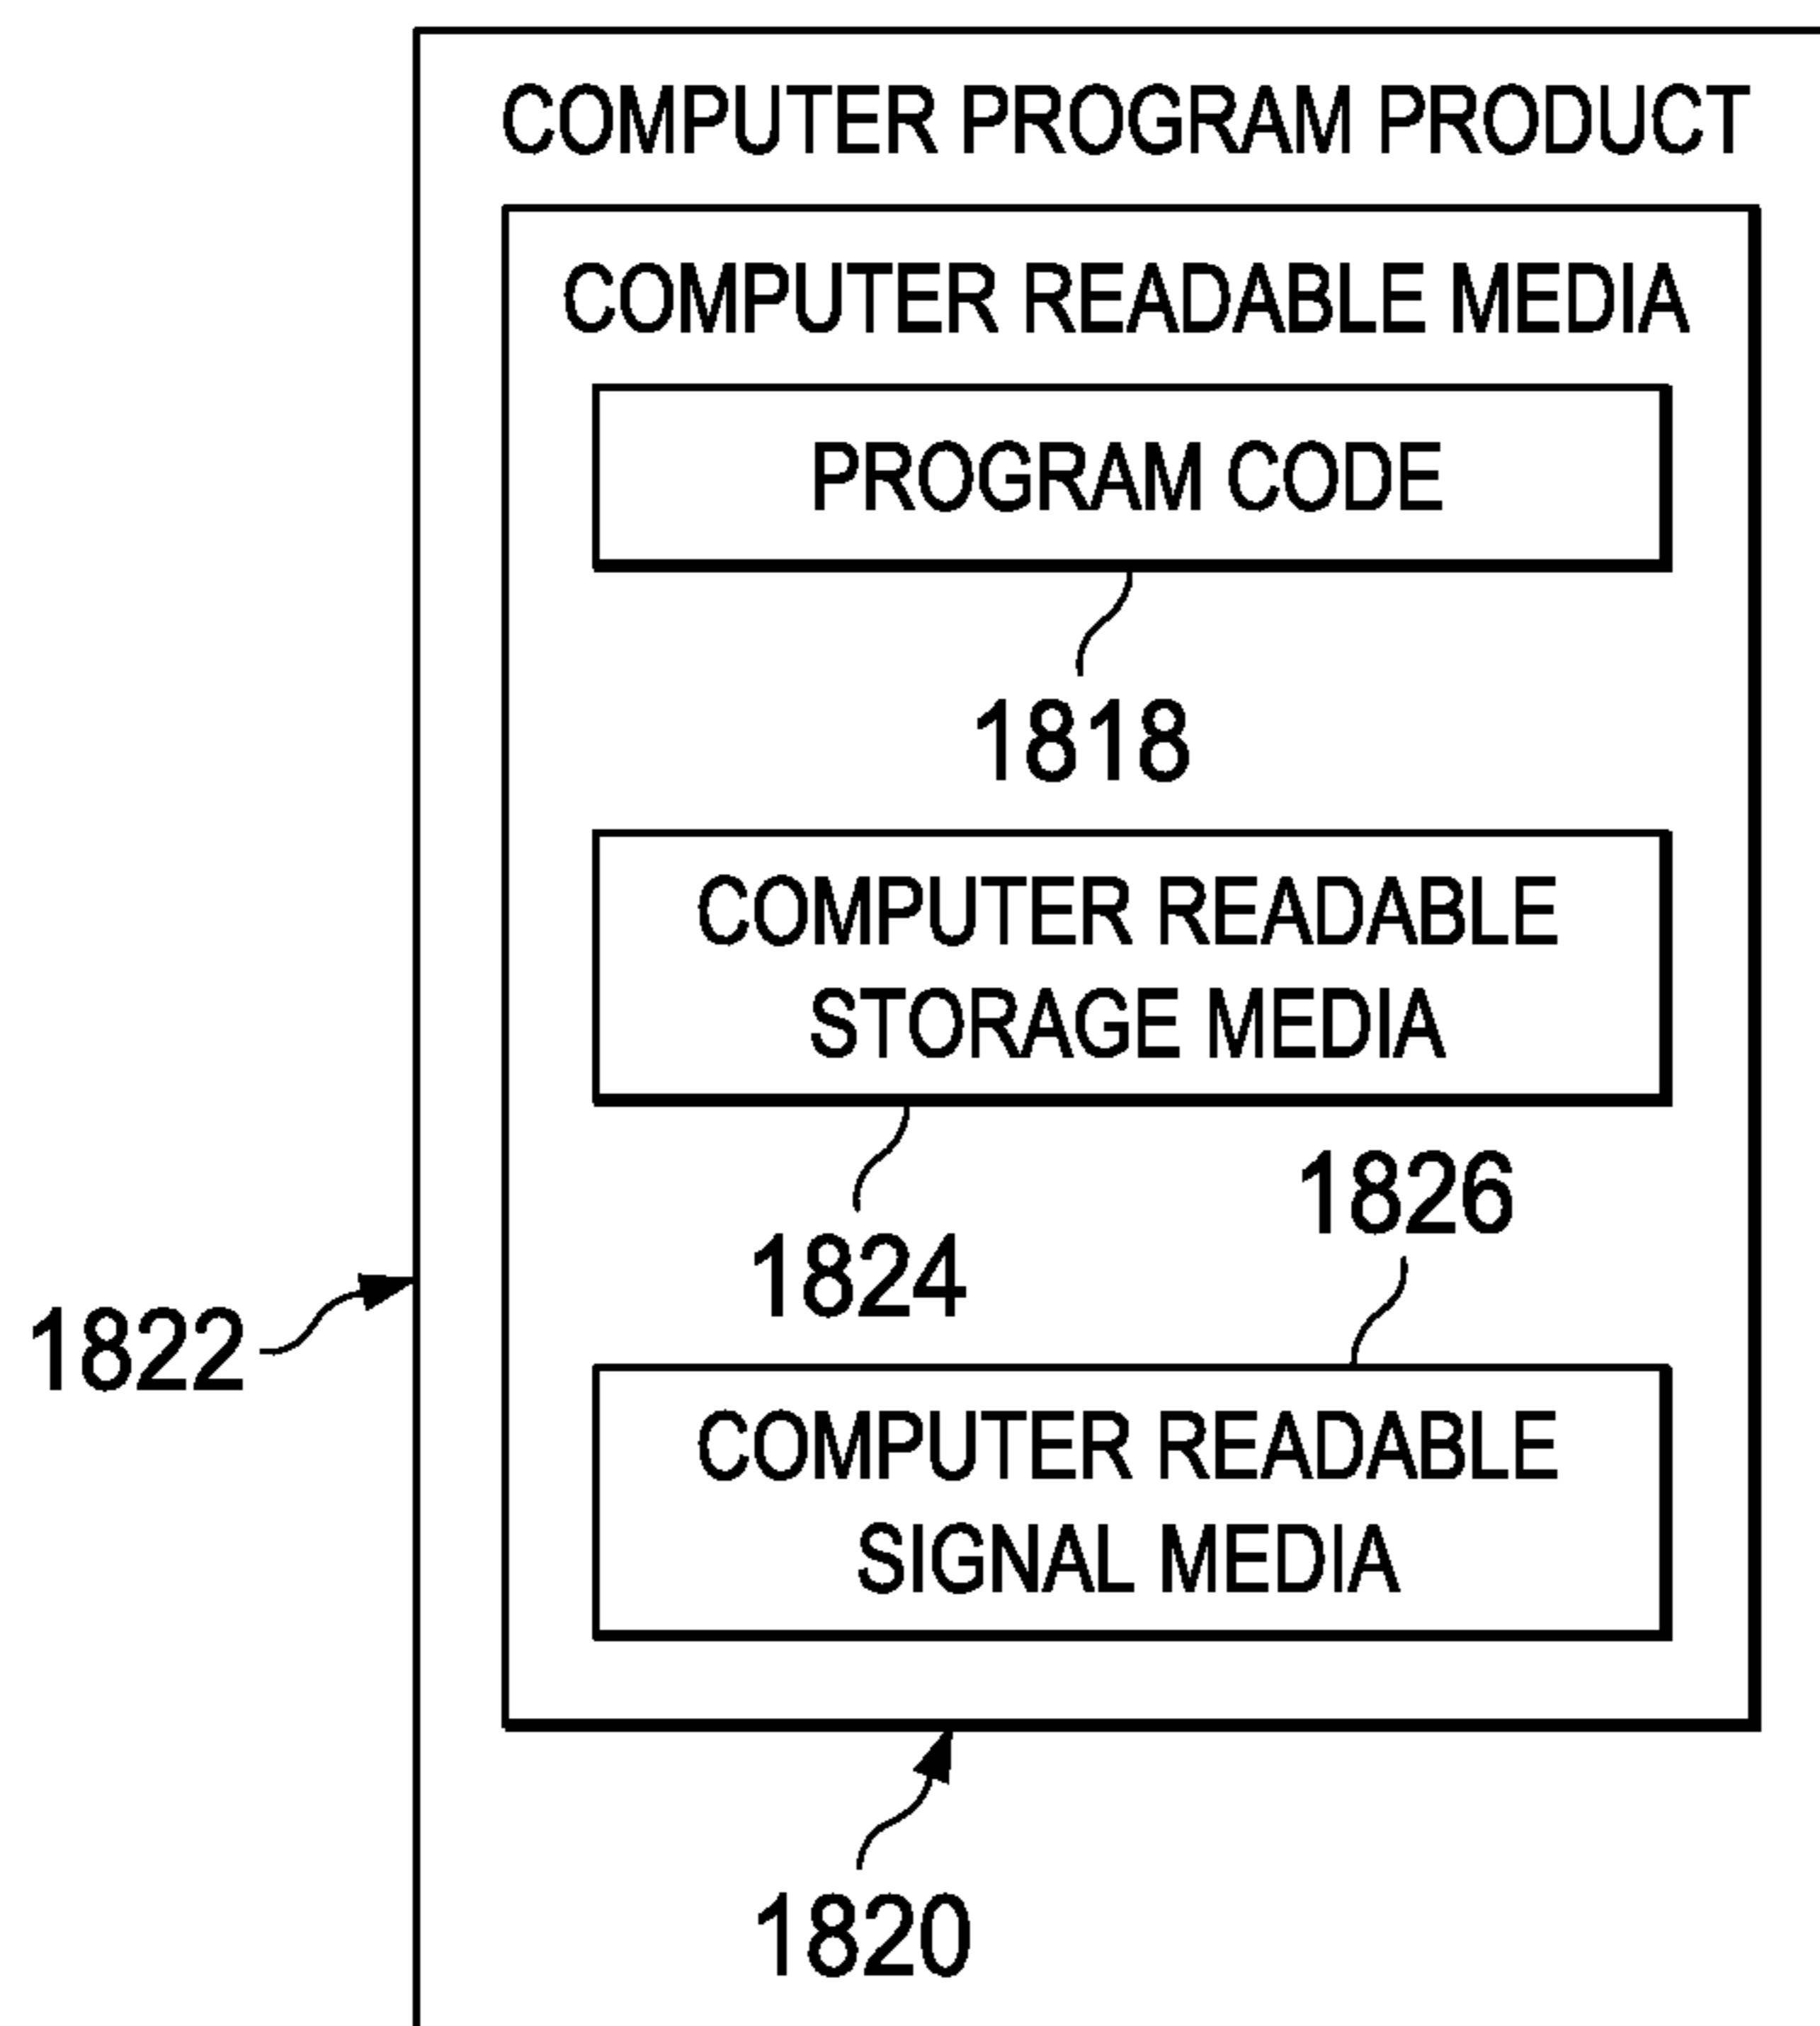 COMPUTER PROGRAM PRODUCT
COMPUTER READABLE MEDIA
PROGRAM CODE
1818
COMPUTER READABLE
STORAGE MEDIA
1826
1824
1822
COMPUTER READABLE
SIGNAL MEDIA
1820